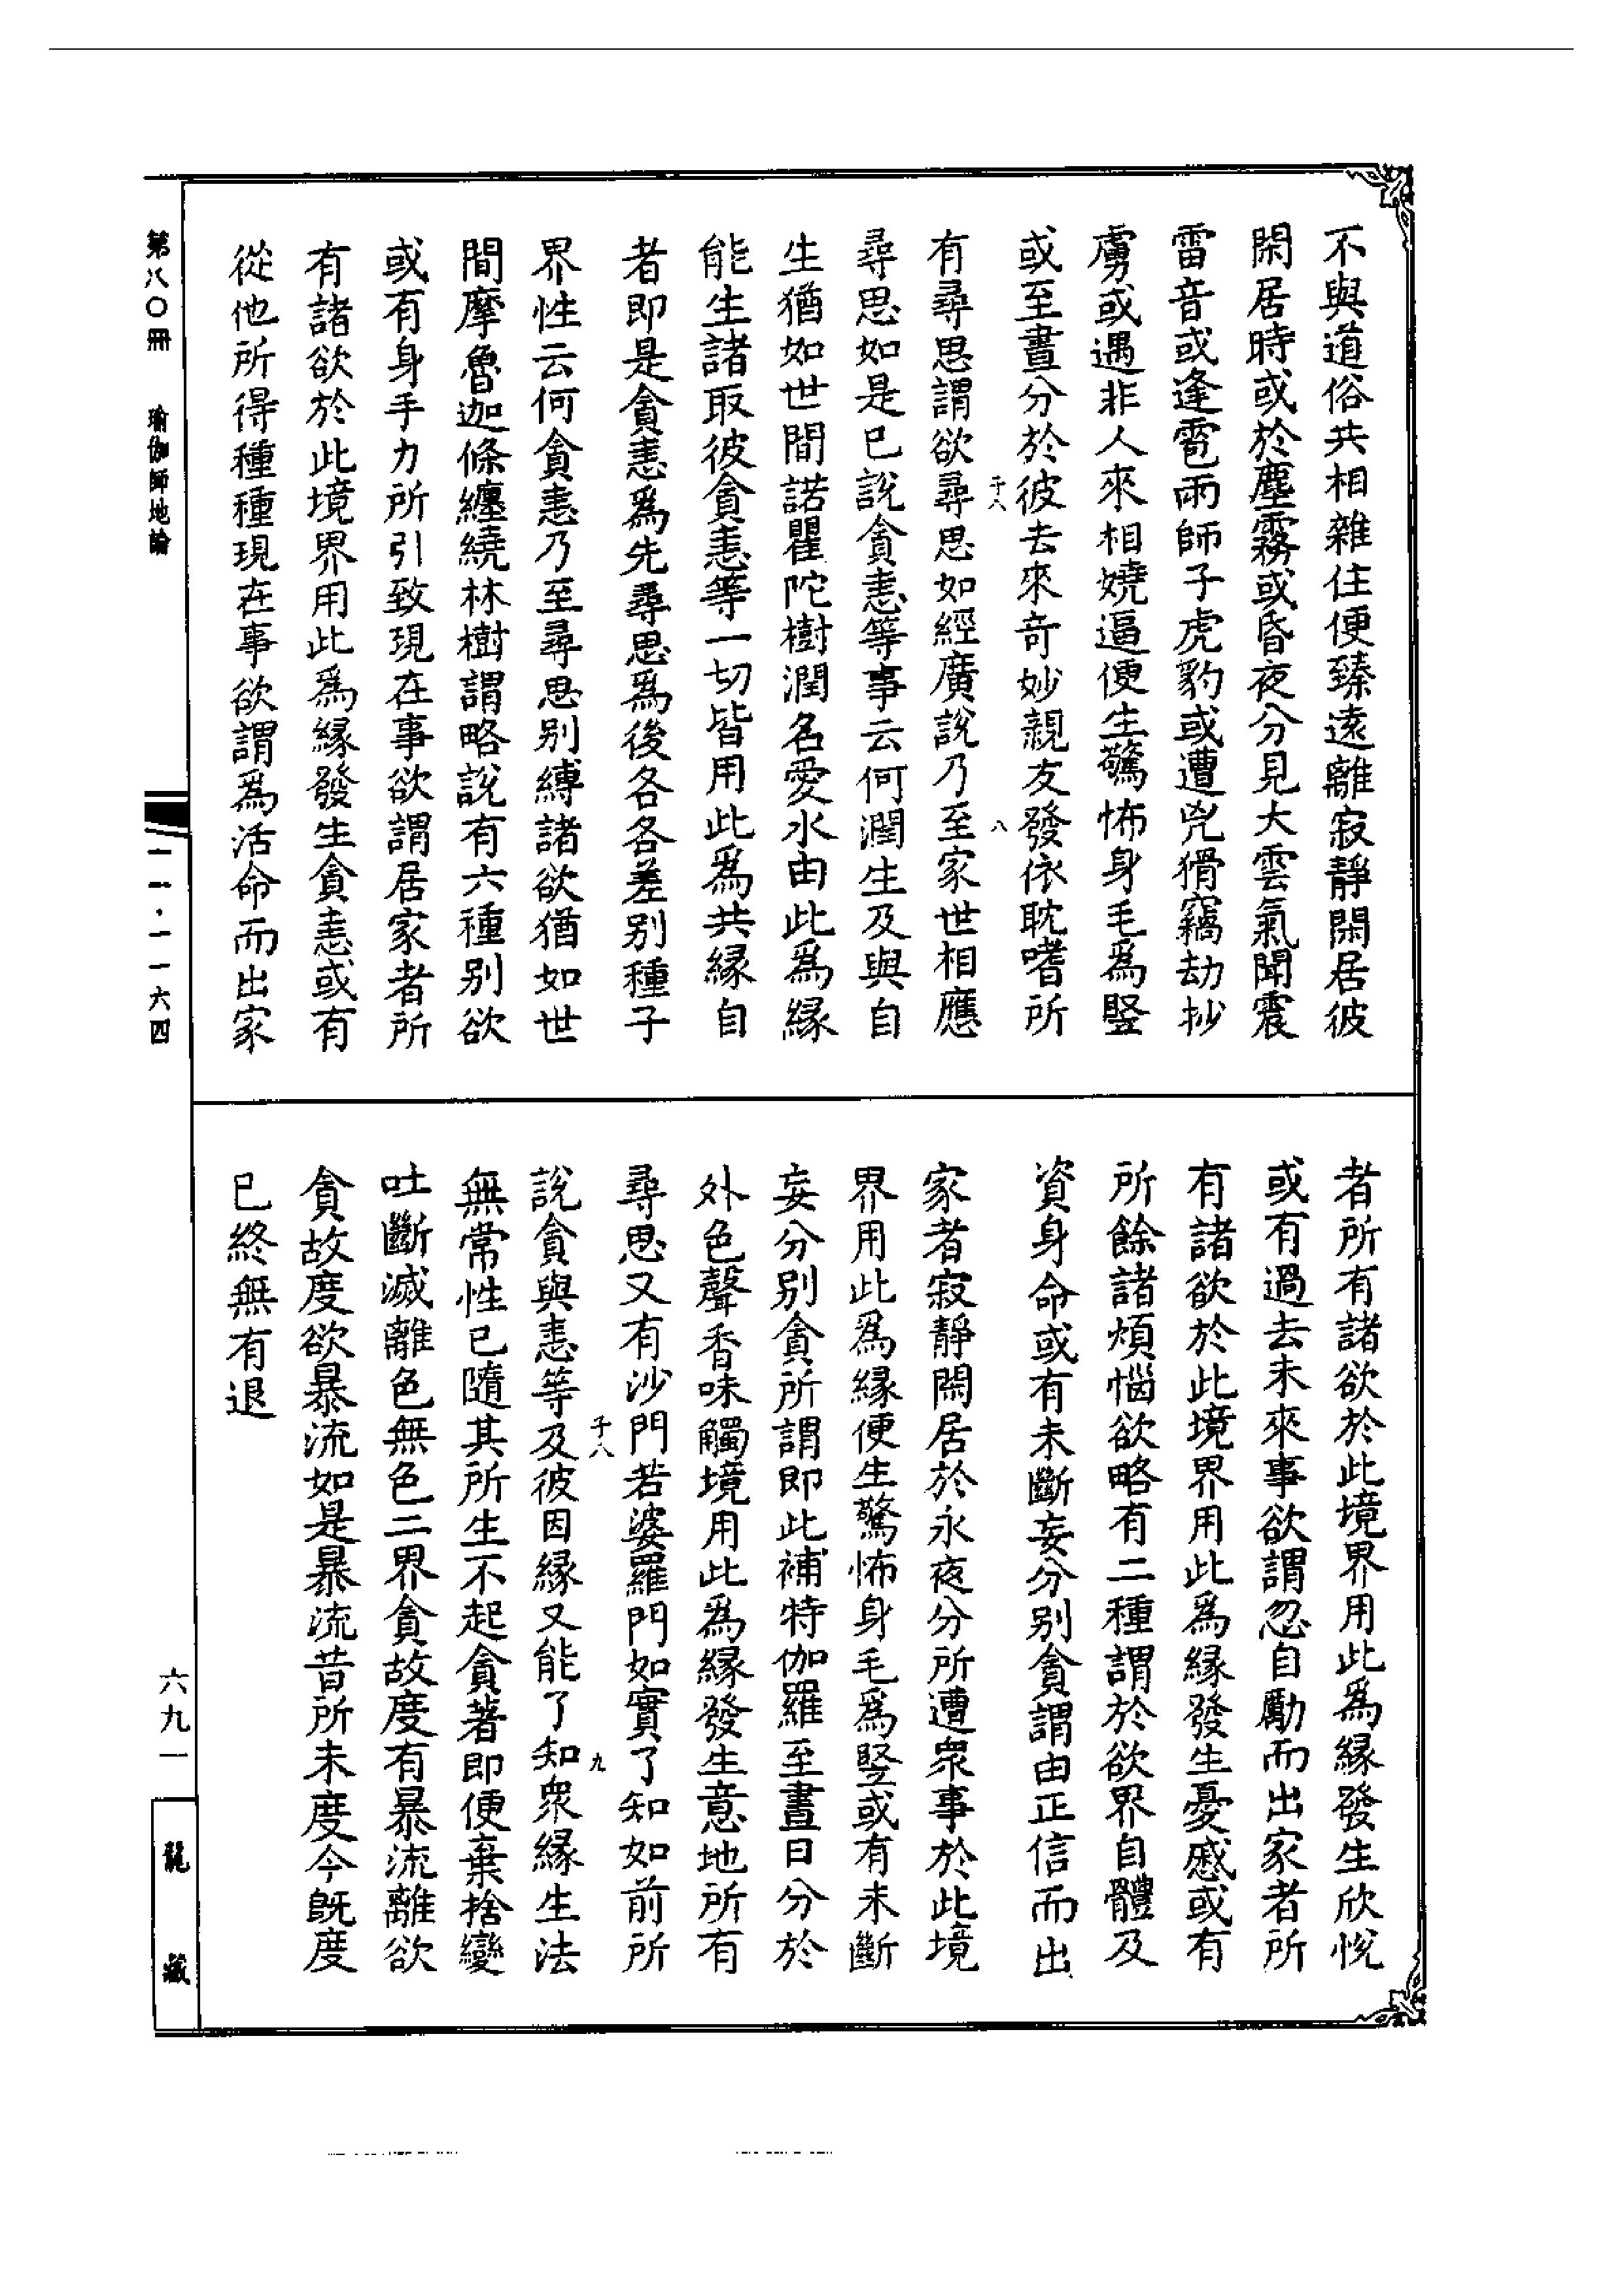 不與道俗共相雜住便臻遠離寂靜閑居彼
閑居時或於塵霧或昏夜分見大雲氣聞震
雷音或逢雹雨師子虎豹或遭兇猾竊劫抄
虜或遇非人來相嬈逼便生驚怖身毛爲豎
或至晝分於彼去來奇妙親友發依耽嗜所
有尋思謂欲尋思如經廣說乃至家世相應
尋思如是已說貪恚等事云何潤生及與自
生猶如世間諾瞿陀樹潤名愛水由此爲緣
能生諸取彼貪恚等一切皆用此爲共緣自
者即是貪恚爲先尋思爲後各各差別種子
界性云何貪恚乃至尋思別縛諸欲猶如世
間摩魯迦條纏繞林樹謂略說有六種別欲
或有身手力所引致現在事欲謂居家者所
有諸欲於此境界用此爲緣發生貪恚或有
從他所得種種現在事欲謂爲活命而出家
者所有諸欲於此境界用此爲緣發生欣悅
或有過去未來事欲謂忽自勵而出家者所
有諸欲於此境界用此爲緣發生憂慼或有
所餘諸煩惱欲略有二種謂於欲界自體及
資身命或有未斷妄分別貪謂由正信而出
家者寂靜閑居於永夜分所遭眾事於此境
界用此爲緣便生驚怖身毛爲豎或有未斷
妄分別貪所謂即此補特伽羅至晝日分於
外色聲香味觸境用此爲緣發生意地所有
尋思又有沙門若婆羅門如實了知如前所
說貪與恚等及彼因緣又能了知眾緣生法
無常性已隨其所生不起貪著即便棄捨變
吐斷滅離色無色二界貪故度有暴流離欲
貪故度欲暴流如是暴流昔所未度今既度
已終無有退
第八〇冊 瑜伽師地論
六九一
龍藏